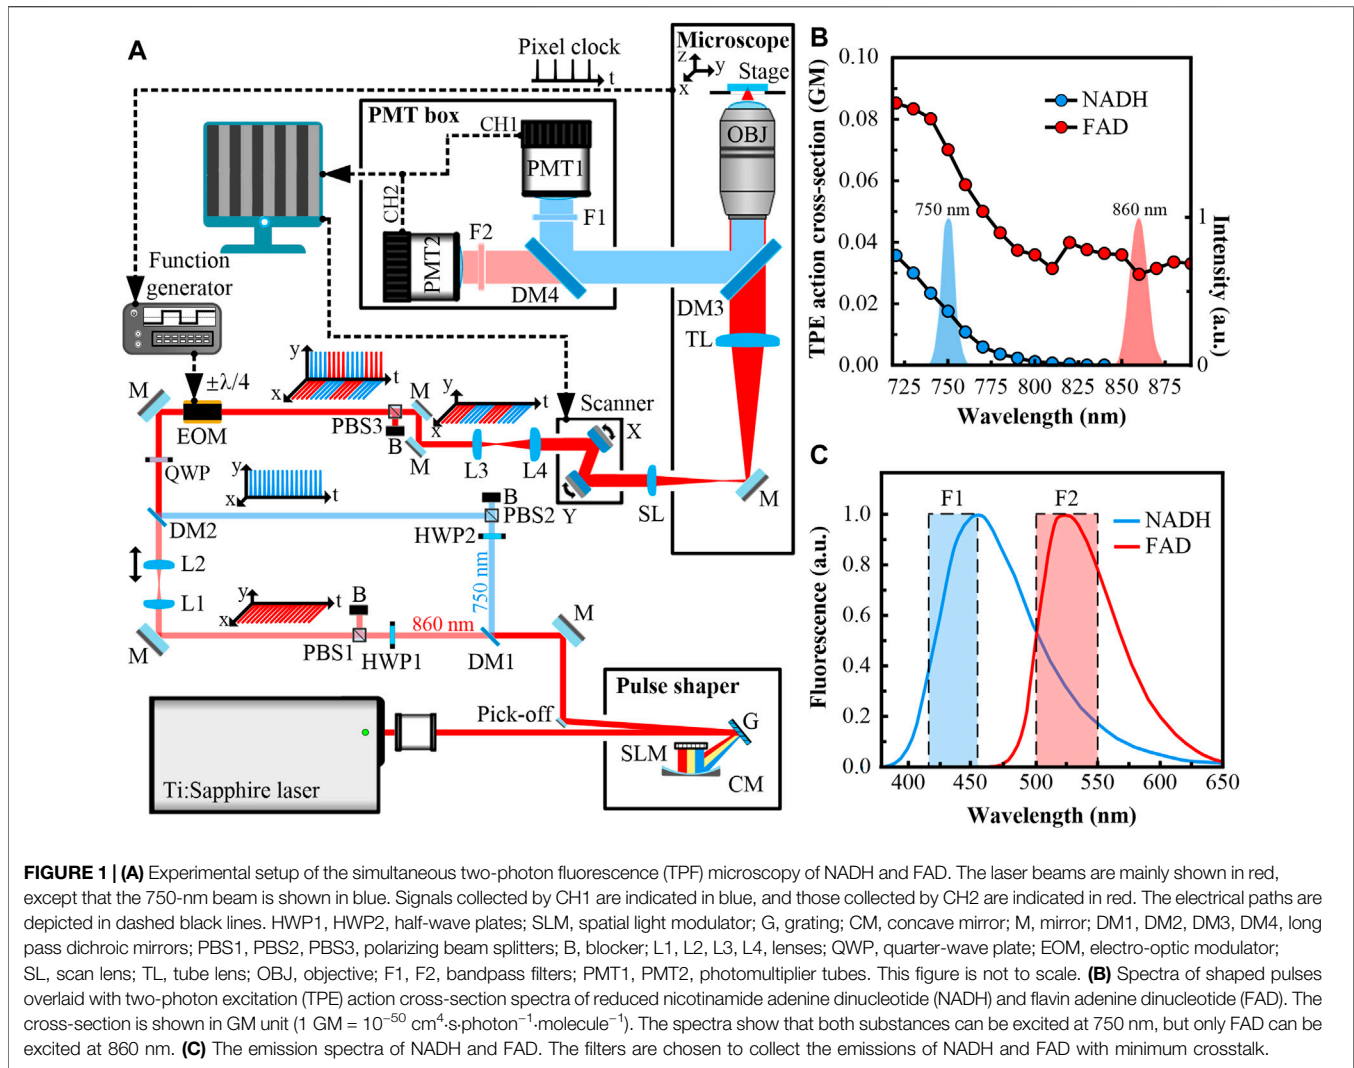 A
Pixel clock
t
Microscope
z
y
x
Stage
PMT box
CH1
OBJ
PMT1
CH2
F1
F2
PMT2
DM4
DM3
Function
generator
TL
±λ/4
y
t
x
M
M
y
t
x
Scanner
EOM
PBS3
B
M
X
L3
L4
Y
SL
M
QWP
y
t
x
B
PBS2
DM2
HWP2
L2
750 nm
L1
y
t
x
B
860 nm
M
M
PBS1
HWP1
DM1
Pulse shaper
Pick-off
G
SLM
CM
Ti:Sapphire laser
B
0.10
0.08
0.06
0.04
0.02
0.00
TPE action cross-section (GM)
NADH
FAD
750 nm
860 nm
1
0
Intensity (a.u.)
725 750 775 800 825 850 875
Wavelength (nm)
C
F1
F2
1.0
0.8
0.6
0.4
0.2
0.0
Fluorescence (a.u.)
NADH
FAD
400 450 500 550 600 650
Wavelength (nm)
FIGURE 1 | (A) Experimental setup of the simultaneous two-photon fluorescence (TPF) microscopy of NADH and FAD. The laser beams are mainly shown in red,
except that the 750-nm beam is shown in blue. Signals collected by CH1 are indicated in blue, and those collected by CH2 are indicated in red. The electrical paths are
depicted in dashed black lines. HWP1, HWP2, half-wave plates; SLM, spatial light modulator; G, grating; CM, concave mirror; M, mirror; DM1, DM2, DM3, DM4, long
pass dichroic mirrors; PBS1, PBS2, PBS3, polarizing beam splitters; B, blocker; L1, L2, L3, L4, lenses; QWP, quarter-wave plate; EOM, electro-optic modulator;
SL, scan lens; TL, tube lens; OBJ, objective; F1, F2, bandpass filters; PMT1, PMT2, photomultiplier tubes. This figure is not to scale. (B) Spectra of shaped pulses
overlaid with two-photon excitation (TPE) action cross-section spectra of reduced nicotinamide adenine dinucleotide (NADH) and flavin adenine dinucleotide (FAD). The
cross-section is shown in GM unit (1 GM = 10⁻⁵⁰ cm⁴·s·photon⁻¹·molecule⁻¹). The spectra show that both substances can be excited at 750 nm, but only FAD can be
excited at 860 nm. (C) The emission spectra of NADH and FAD. The filters are chosen to collect the emissions of NADH and FAD with minimum crosstalk.